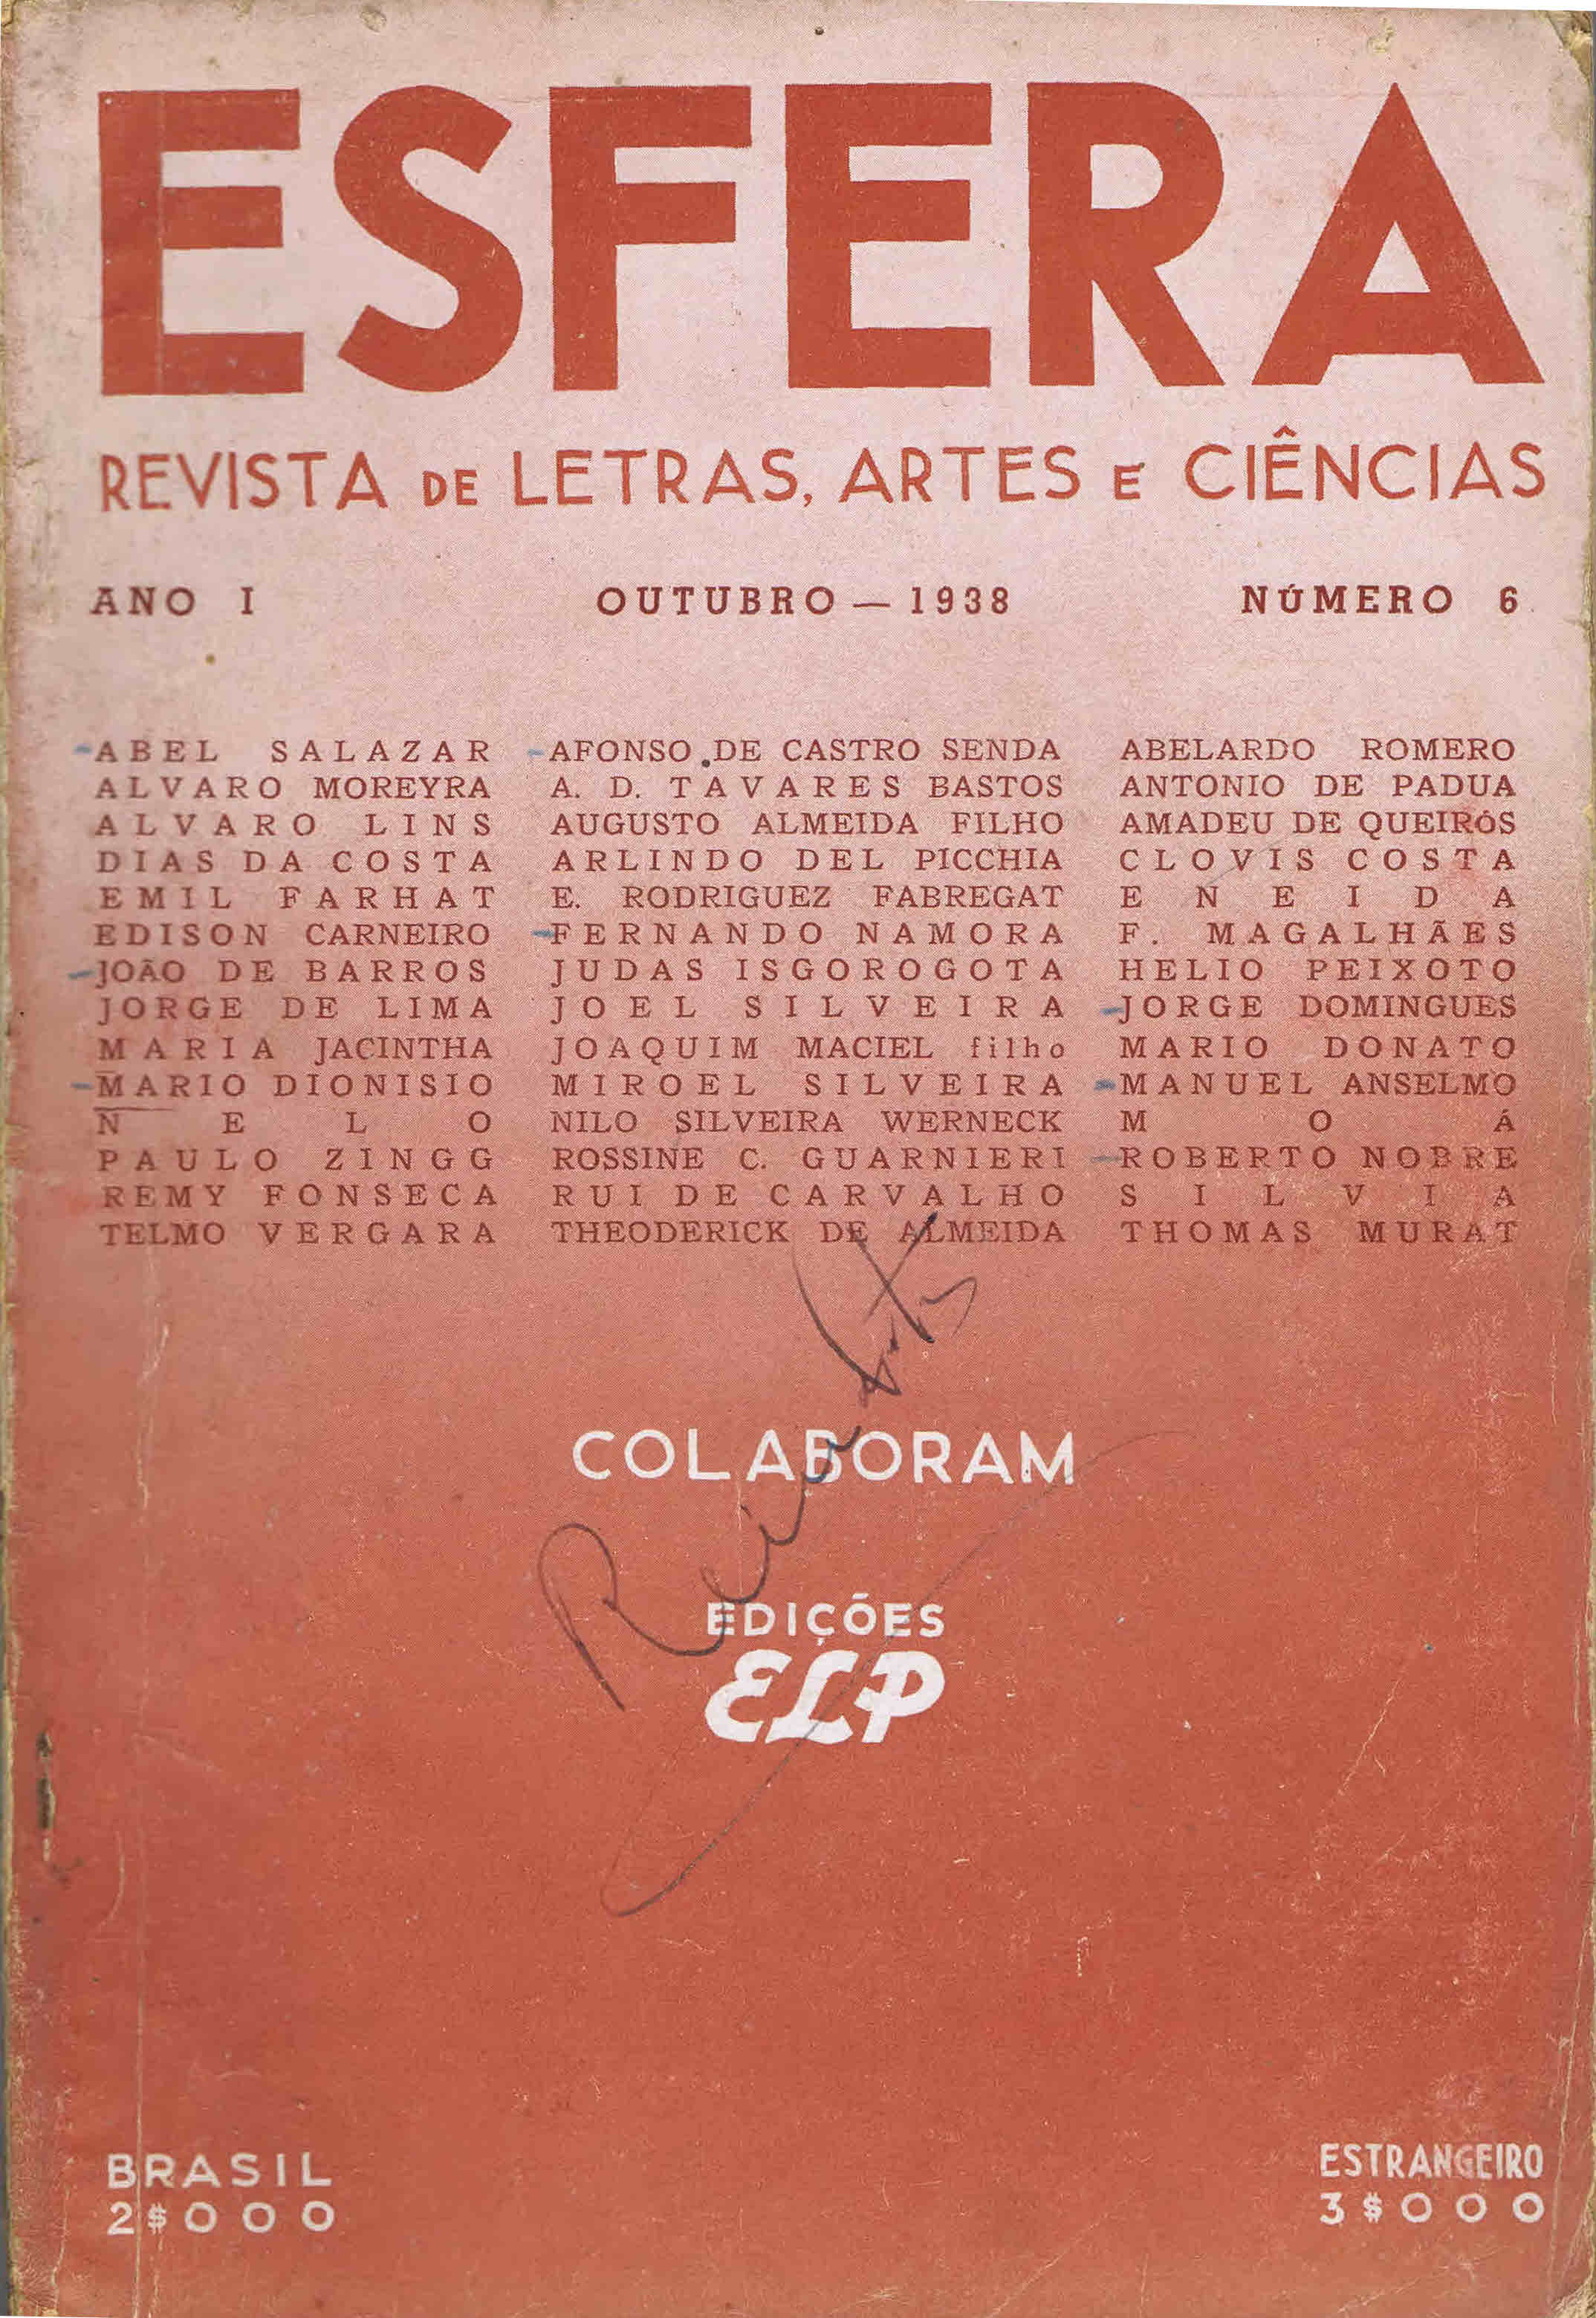 ESFERA
REVISTA DE LETRAS, ARTES E CIÊNCIAS
ANO I OUTUBRO — 1938 NÚMERO 6
ABEL SALAZAR
ALVARO MOREYRA
ALVARO LINS
DIAS DA COSTA
EMIL FARHAT
EDISON CARNEIRO
JOÃO DE BARROS
JORGE DE LIMA
MARIA JACINTHA
MARIO DIONISIO
NELO
PAULO ZINGG
REMY FONSECA
TELMO VERGARA
AFONSO DE CASTRO SENDA
A. D. TAVARES BASTOS
AUGUSTO ALMEIDA FILHO
ARLINDO DEL PICCHIA
E. RODRIGUEZ FABREGAT
FERNANDO NAMORA
JUDAS ISGOROGOTA
JOEL SILVEIRA
JOAQUIM MACIEL filho
MIROEL SILVEIRA
NILO SILVEIRA WERNECK
ROSSINE C. GUARNIERI
RUI DE CARVALHO
THEODERICK DE ALMEIDA
ABELARDO ROMERO
ANTONIO DE PADUA
AMADEU DE QUEIRÓS
CLOVIS COSTA
ENEIDA
F. MAGALHÃES
HELIO PEIXOTO
JORGE DOMINGUES
MARIO DONATO
MANUEL ANSELMO
MOÁ
ROBERTO NOBRE
SILVIA
THOMAS MURAT
COLABORAM
EDIÇÕES
ELP
BRASIL
2$000
ESTRANGEIRO
3$000